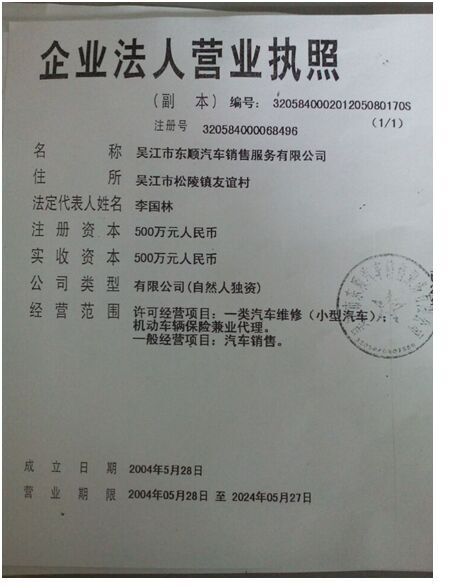 企业法人营业执照
(副 本) 编号: 320584000201205080170S
(1/1)
注册号 320584000068496
名 称 吴江市东顺汽车销售服务有限公司
住 所 吴江市松陵镇友谊村
法定代表人姓名 李国林
注册资本 500万元人民币
实收资本 500万元人民币
公司类型 有限公司(自然人独资)
经营范围 许可经营项目: 一类汽车维修 (小型汽车);
机动车辆保险兼业代理。
一般经营项目: 汽车销售。
成立日期 2004年5月28日
营业期限 2004年05月28日 至 2024年05月27日